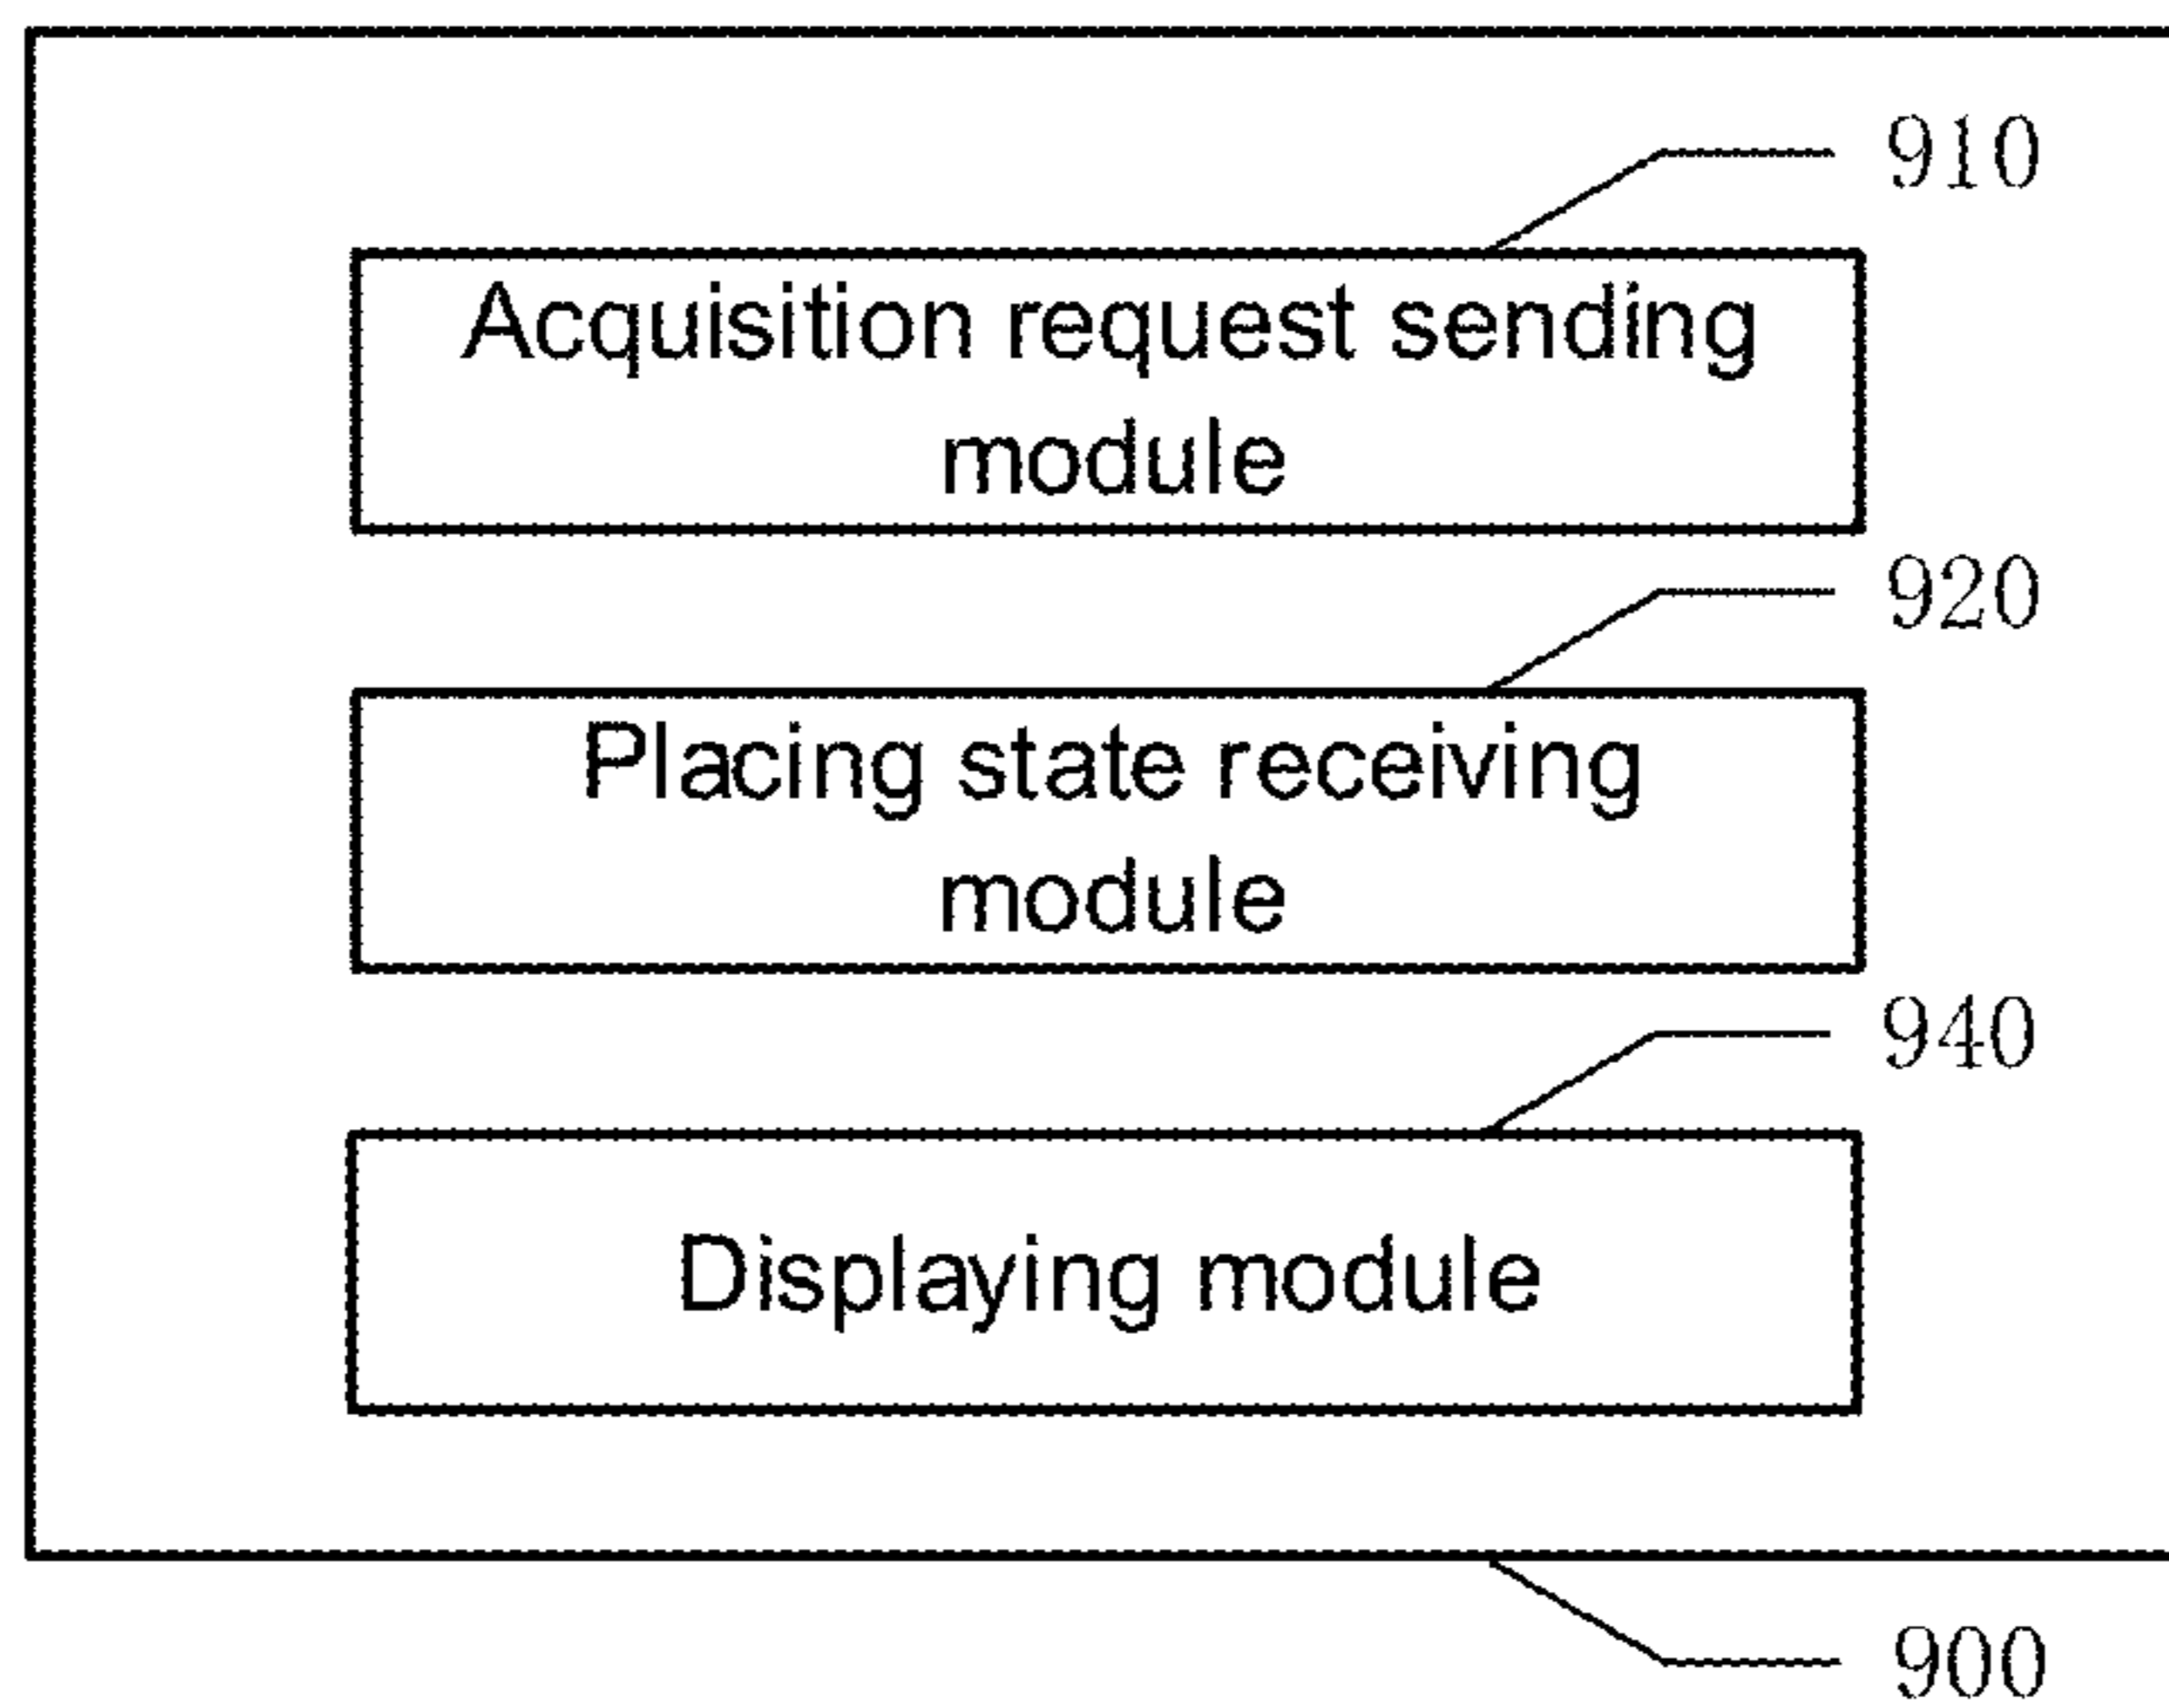 910
Acquisition request sending
module
920
Placing state receiving
module
940
Displaying module
900